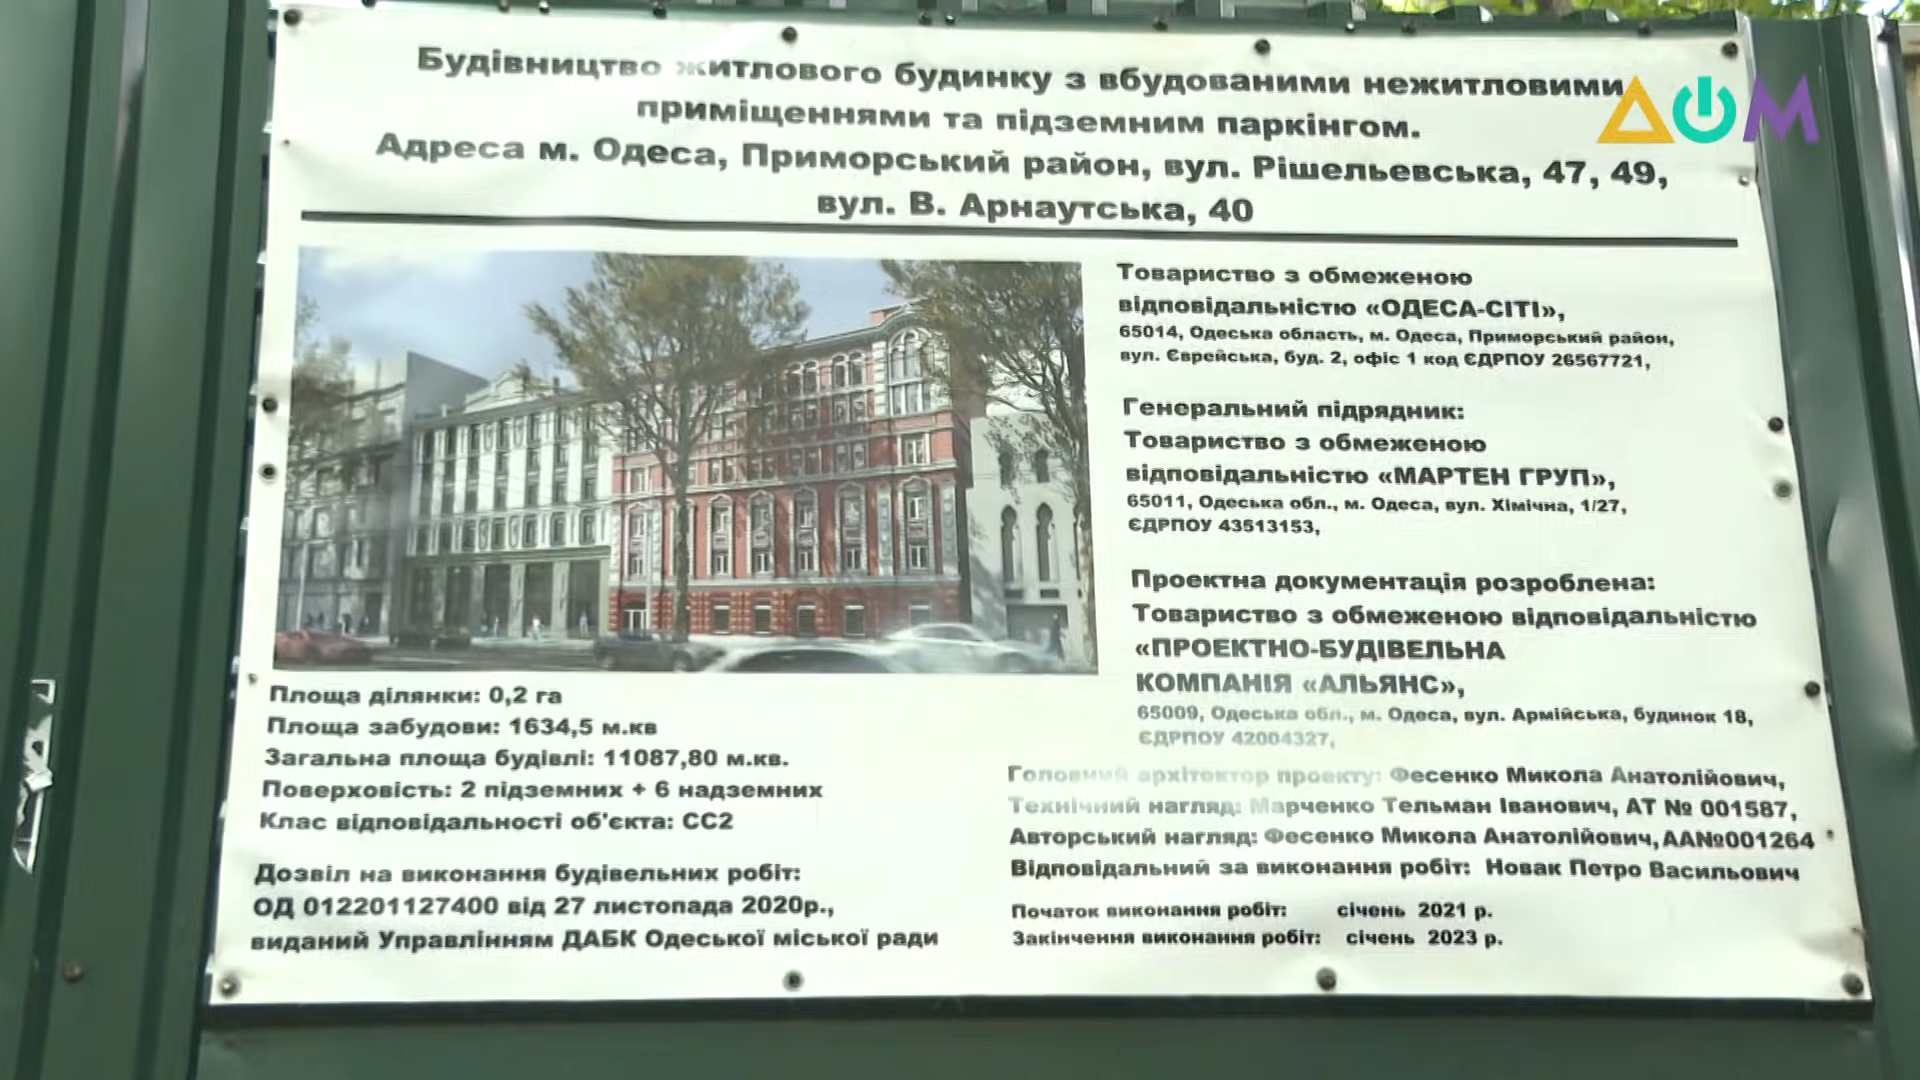 Будівництво житлового будинку з вбудованими нежитловими
приміщеннями та підземним паркінгом.
Адреса м. Одеса, Приморський район, вул. Рішельевська, 47, 49,
вул. В. Арнаутська, 40
ДОМ
Товариство з обмеженою
відповідальністю «ОДЕСА-СІТІ»,
65014, Одеська область, м. Одеса, Приморський район,
вул. Єврейська, буд. 2, офіс 1 код ЄДРПОУ 26567721,
Генеральний підрядник:
Товариство з обмеженою
відповідальністю «МАРТЕН ГРУП»,
65011, Одеська обл., м. Одеса, вул. Хімічна, 1/27,
ЄДРПОУ 43513153,
Проектна документація розроблена:
Товариство з обмеженою відповідальністю
«ПРОЕКТНО-БУДІВЕЛЬНА
КОМПАНІЯ «АЛЬЯНС»,
65009, Одеська обл., м. Одеса, вул. Армійська, будинок 18,
ЄДРПОУ 42004327,
Площа ділянки: 0,2 га
Площа забудови: 1634,5 м.кв
Загальна площа будівлі: 11087,80 м.кв.
Поверховість: 2 підземних + 6 надземних
Клас відповідальності об'єкта: СС2
Дозвіл на виконання будівельних робіт:
ОД 012201127400 від 27 листопада 2020р.,
виданий Управлінням ДАБК Одеської міської ради
Головний архітектор проекту: Фесенко Микола Анатолійович,
Технічний нагляд: Марченко Тельман Іванович, АТ № 001587,
Авторський нагляд: Фесенко Микола Анатолійович, АА№001264
Відповідальний за виконання робіт: Новак Петро Васильович
Початок виконання робіт: січень 2021 р.
Закінчення виконання робіт: січень 2023 р.